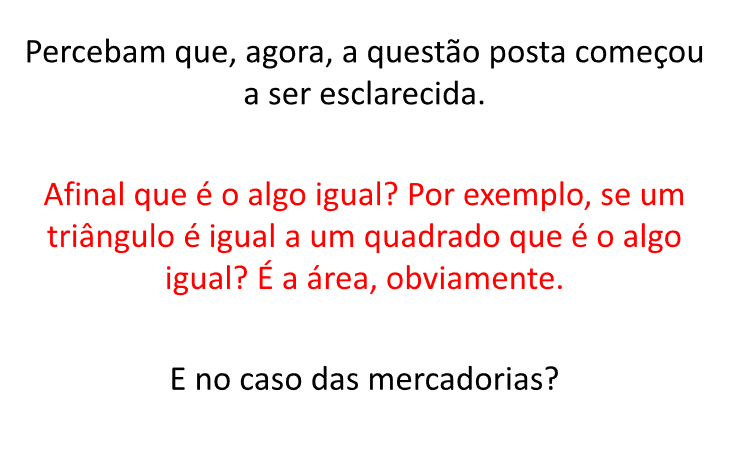 Percebam que, agora, a questão posta começou
a ser esclarecida.
Afinal que é o algo igual? Por exemplo, se um
triângulo é igual a um quadrado que é o algo
igual? É a área, obviamente.
E no caso das mercadorias?